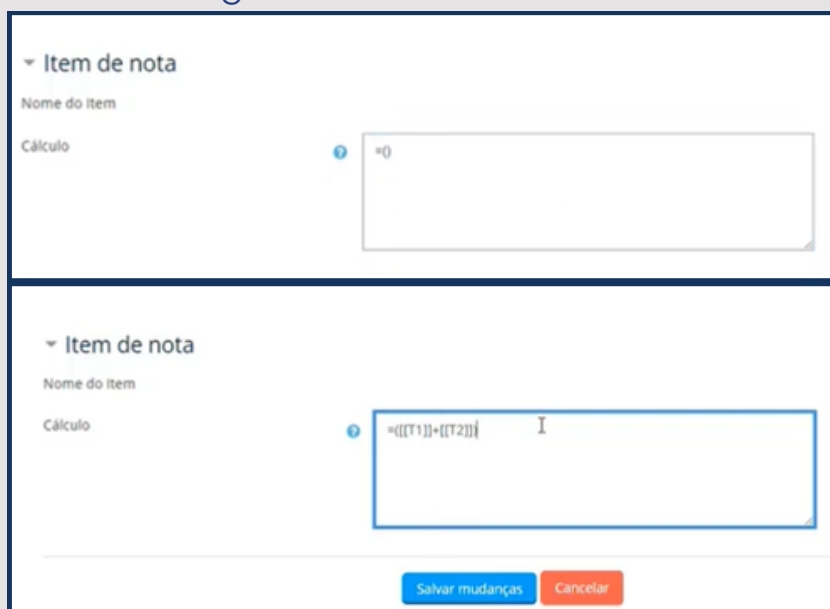 Item de nota
Nome do Item
Cálculo
=()
Item de nota
Nome do Item
Cálculo
=([[T1]]+[[T2]])
Salvar mudanças
Cancelar